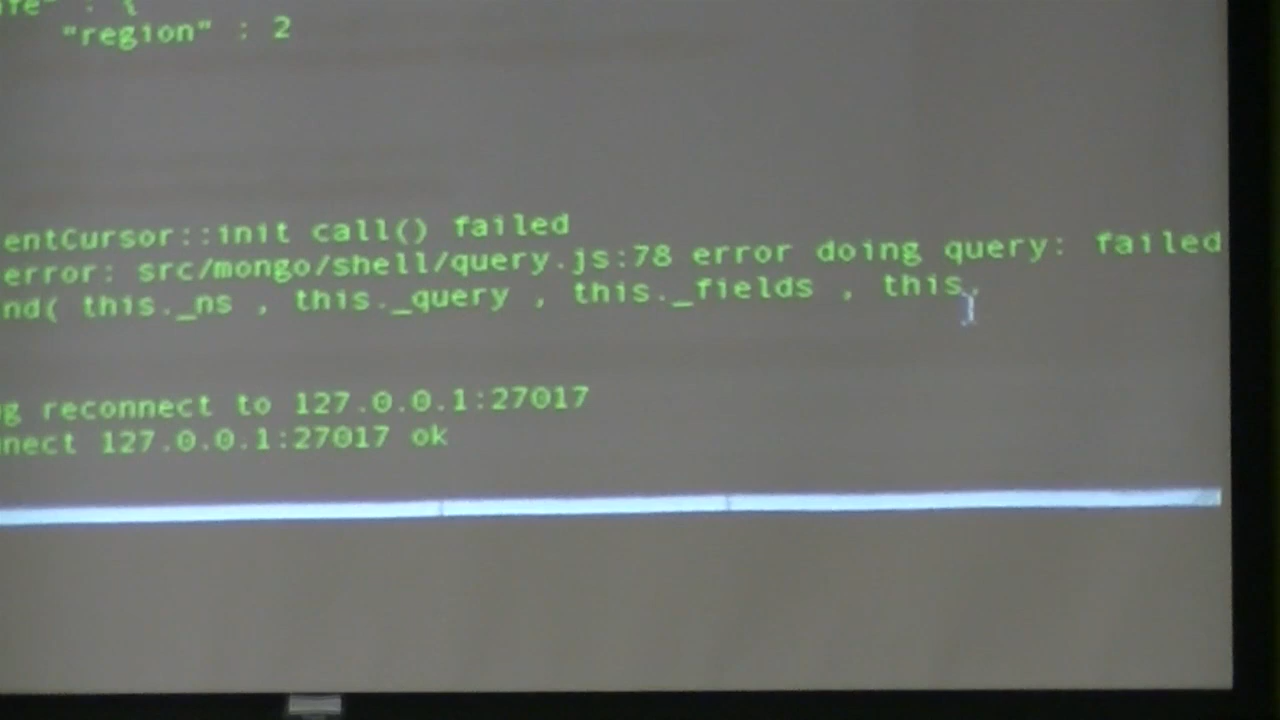 "region" : 2
entCursor::init call() failed
error: src/mongo/shell/query.js:78 error doing query: failed
nd( this._ns , this._query , this._fields , this.
g reconnect to 127.0.0.1:27017
nnect 127.0.0.1:27017 ok